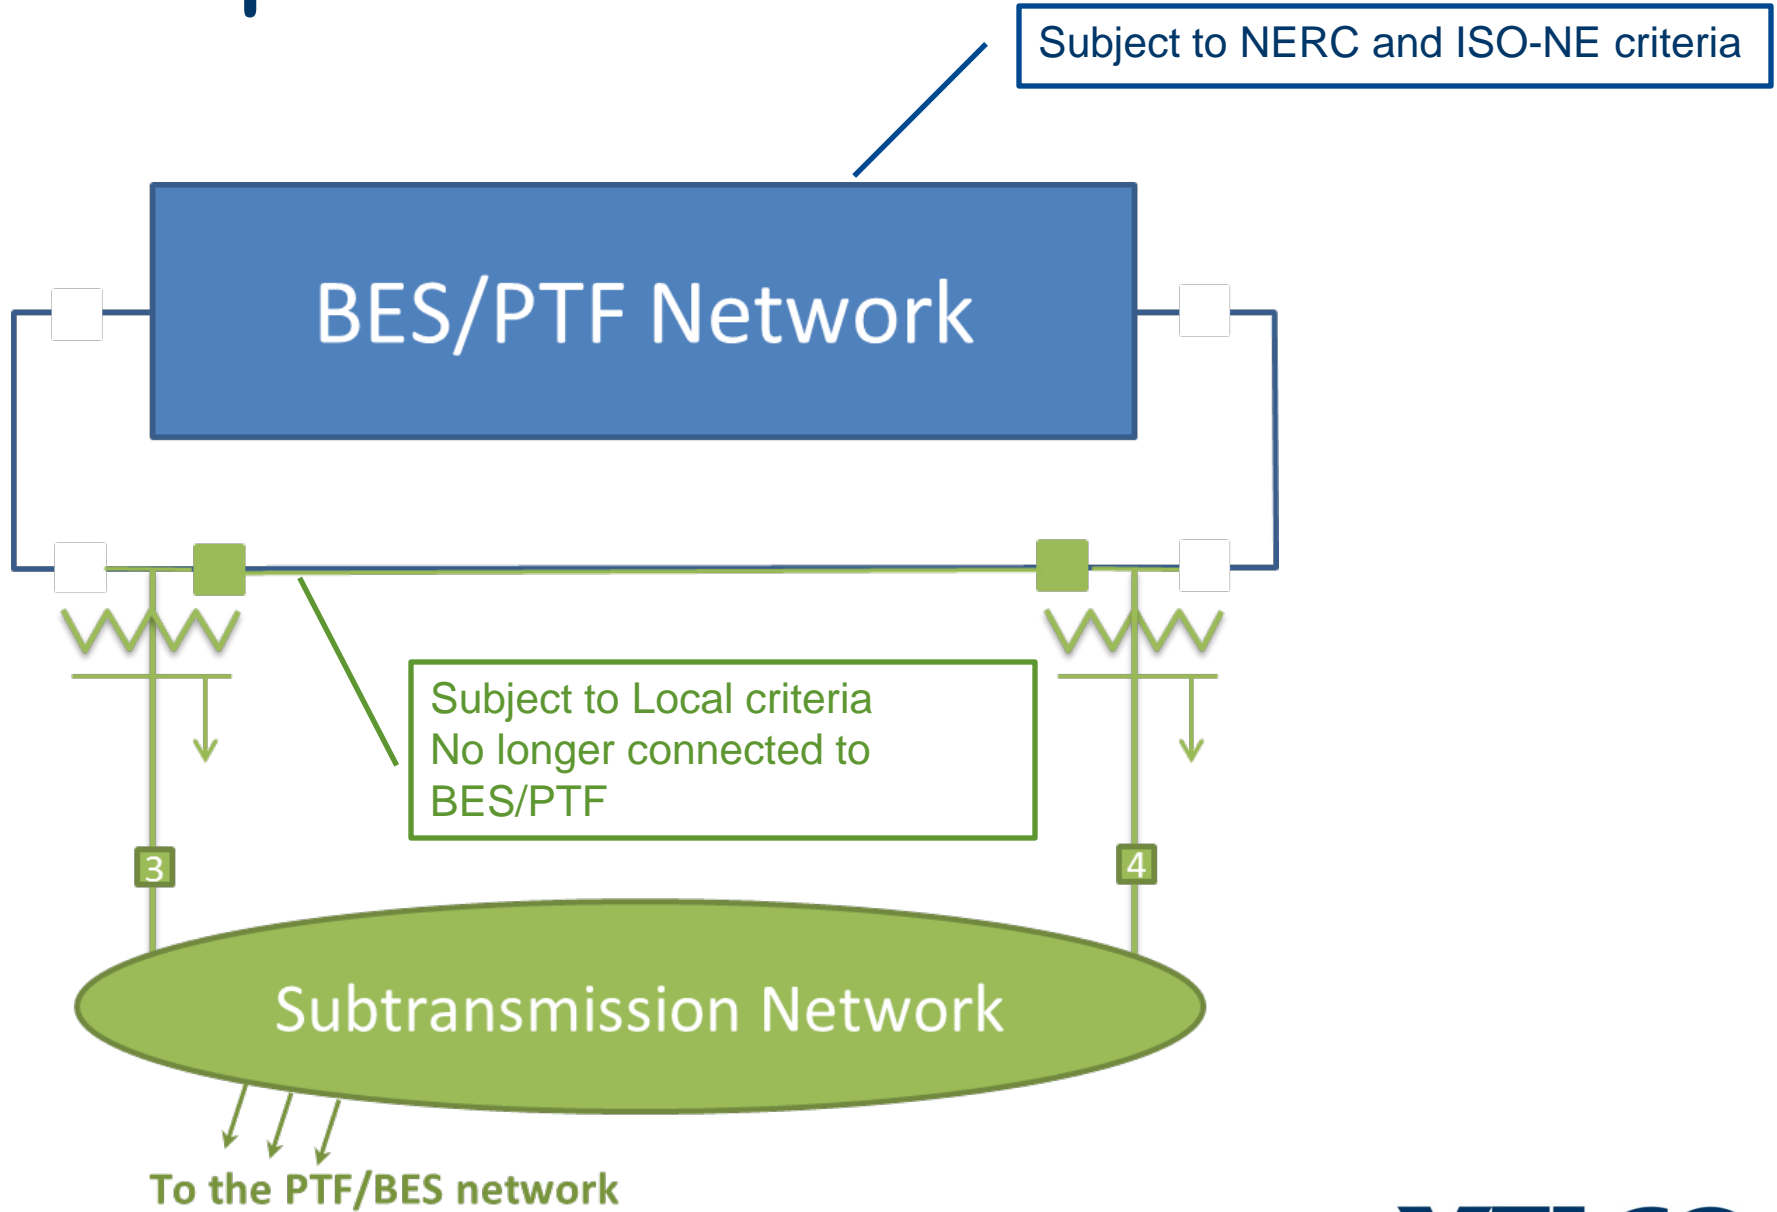 Subject to NERC and ISO-NE criteria
BES/PTF Network
Subject to Local criteria
No longer connected to
BES/PTF
3
4
Subtransmission Network
To the PTF/BES network